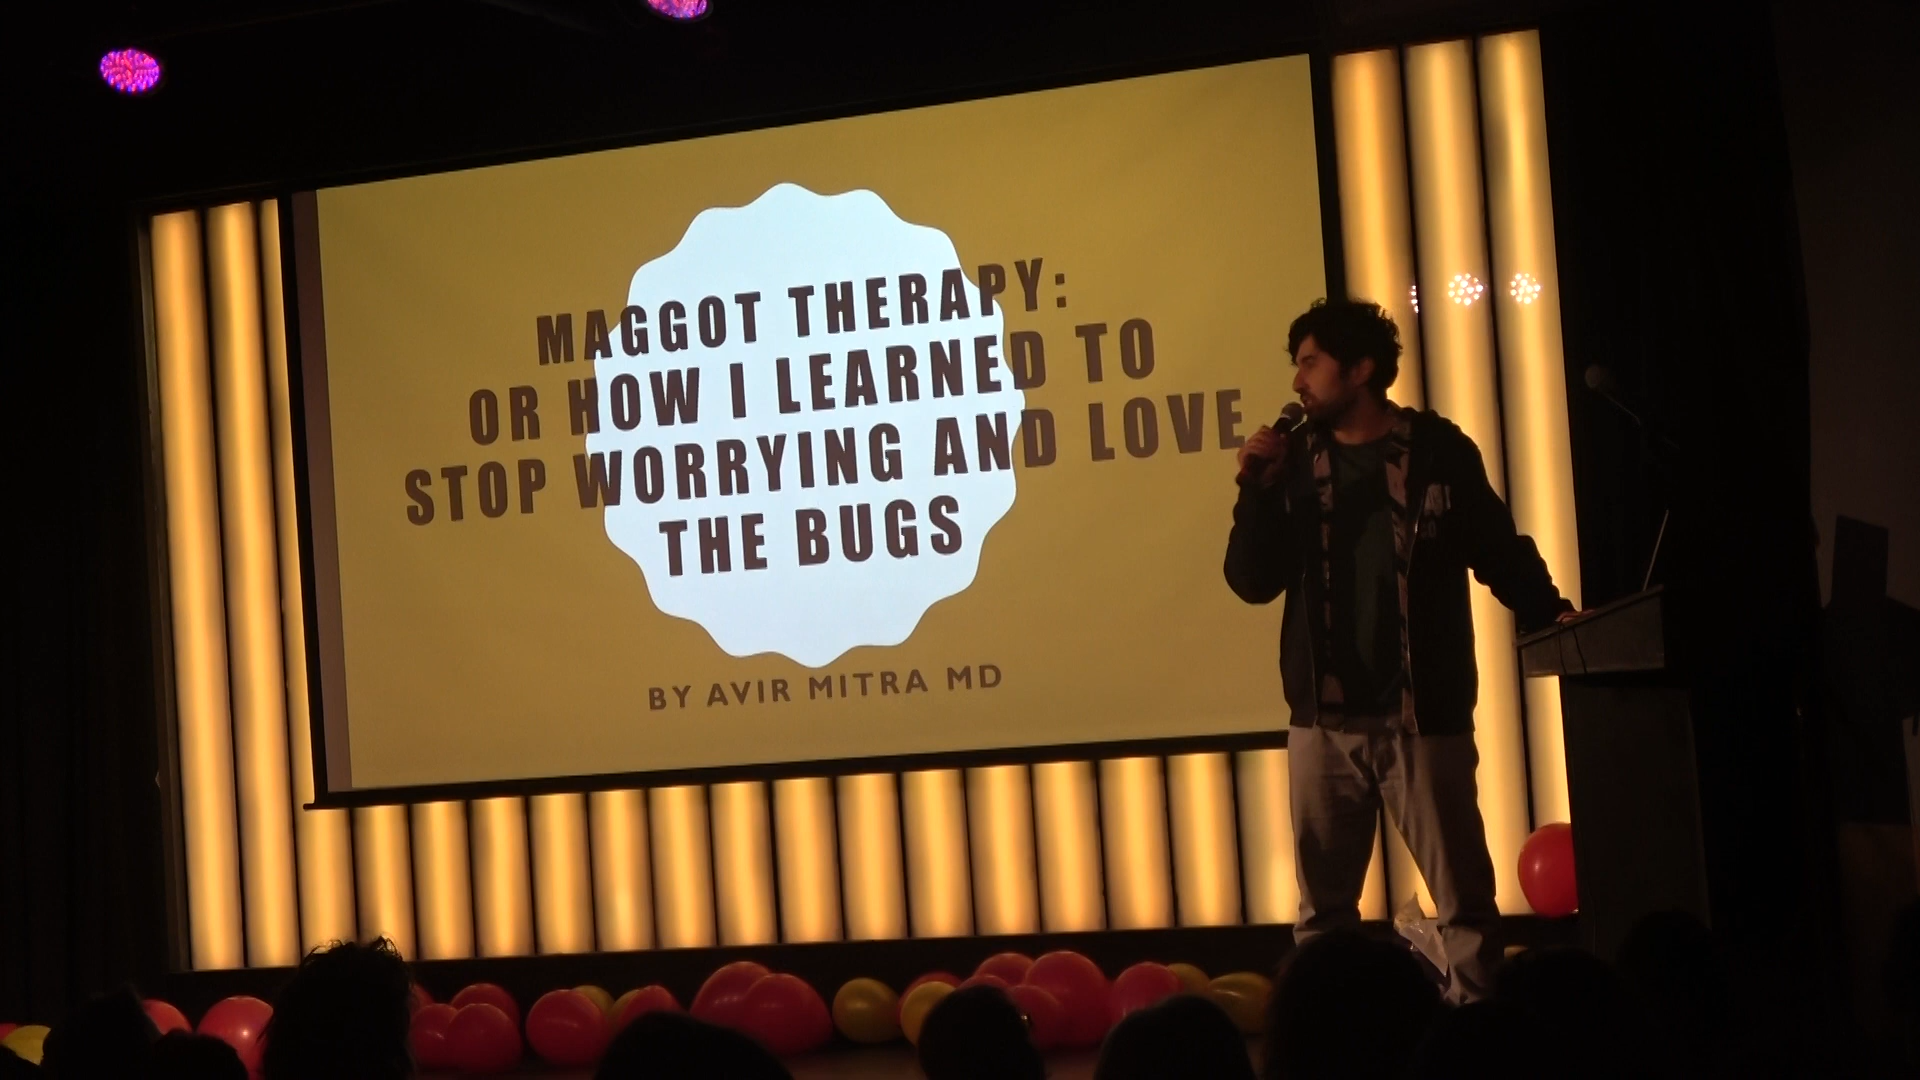 MAGGOT THERAPY:
OR HOW I LEARNED TO
STOP WORRYING AND LOVE
THE BUGS
BY AVIR MITRA MD